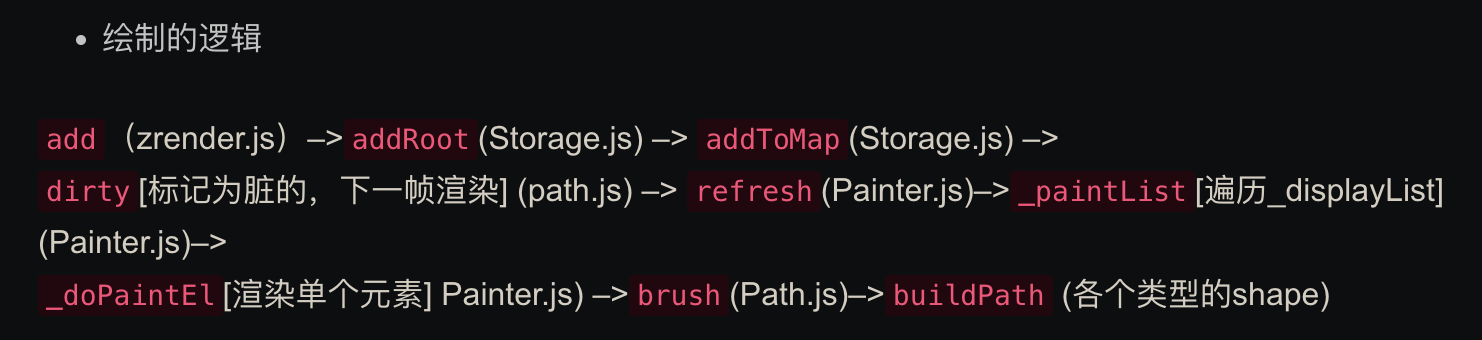 • 绘制的逻辑
add（zrender.js）–>addRoot(Storage.js) –> addToMap(Storage.js) –>
dirty[标记为脏的，下一帧渲染] (path.js) –> refresh(Painter.js)–>_paintList[遍历_displayList]
(Painter.js)–>
_doPaintEl[渲染单个元素] Painter.js) –>brush(Path.js)–>buildPath (各个类型的shape)